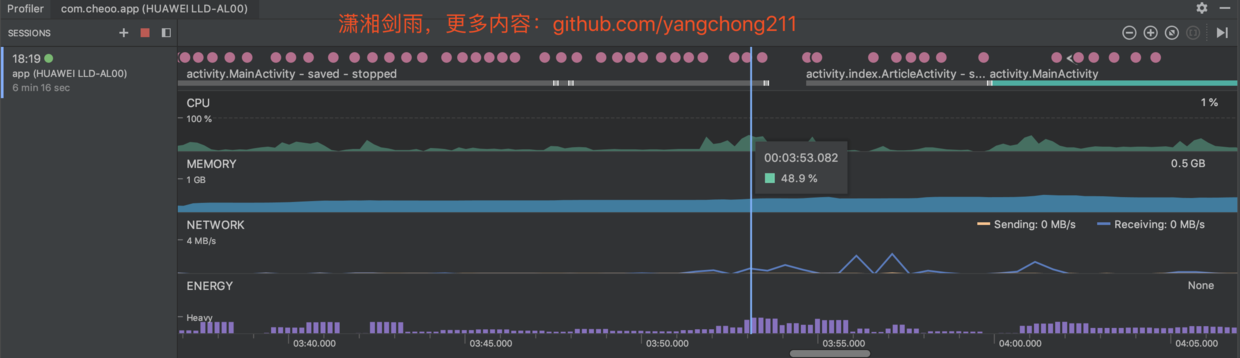 Profiler
com.cheoo.app (HUAWEI LLD-AL00)
潇湘剑雨，更多内容：github.com/yangchong211
SESSIONS
18:19
app (HUAWEI LLD-AL00)
6 min 16 sec
activity.MainActivity - saved - stopped
activity.index.ArticleActivity - s...
activity.MainActivity
CPU
1 %
100 %
00:03:53.082
48.9 %
MEMORY
0.5 GB
1 GB
NETWORK
Sending: 0 MB/s
Receiving: 0 MB/s
4 MB/s
ENERGY
None
Heavy
03:40.000
03:45.000
03:50.000
03:55.000
04:00.000
04:05.000